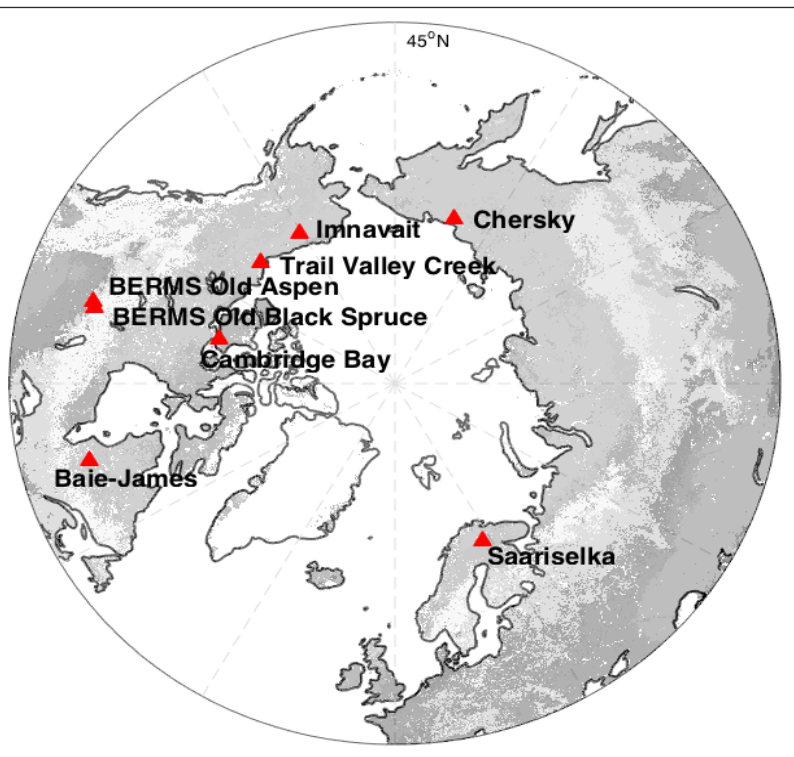 45°N
Chersky
Imnavait
Trail Valley Creek
BERMS Old Aspen
BERMS Old Black Spruce
Cambridge Bay
Baie-James
Saariselka